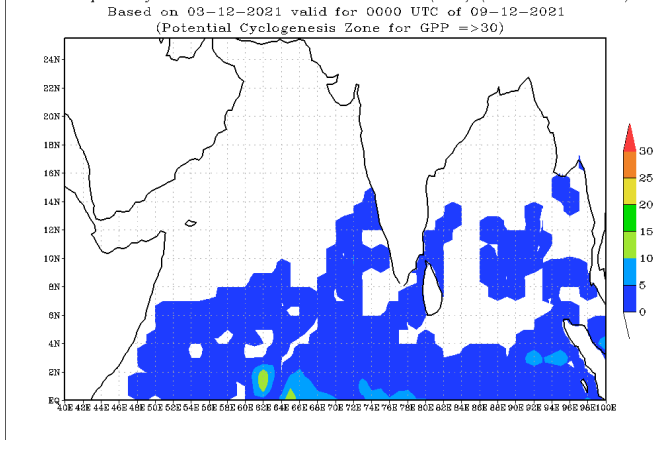 Based on 03-12-2021 valid for 0000 UTC of 09-12-2021
(Potential Cyclogenesis Zone for GPP =>30)
24N
22N
20N
18N
16N
14N
12N
10N
8N
6N
4N
2N
EQ
40E 42E 44E 46E 48E 50E 52E 54E 56E 58E 60E 62E 64E 66E 68E 70E 72E 74E 76E 78E 80E 82E 84E 86E 88E 90E 92E 94E 96E 98E 100E
30
25
20
15
10
5
0